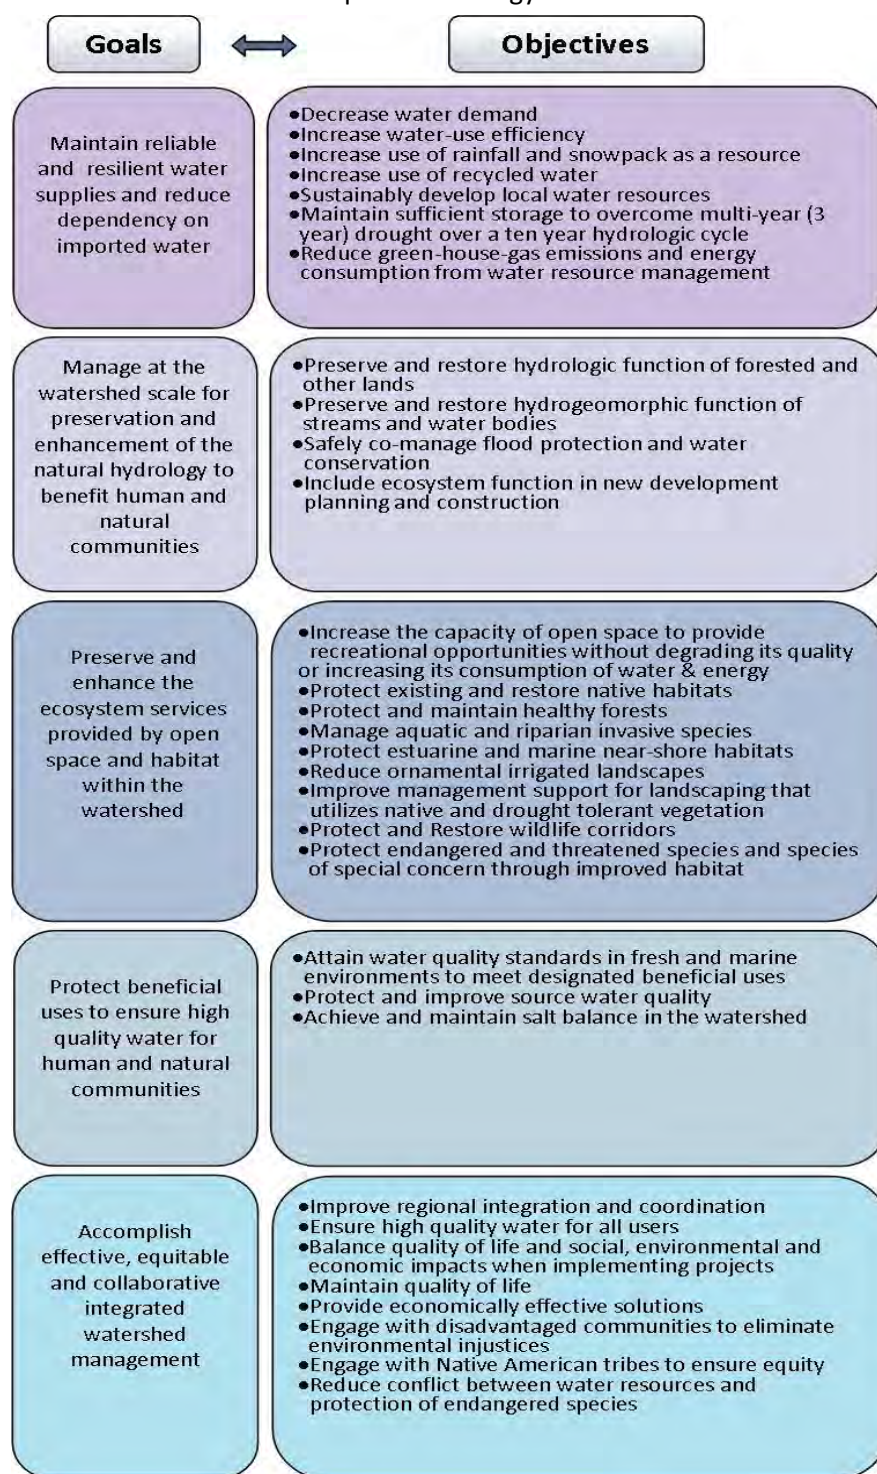 Goals
Objectives
Maintain reliable
and resilient water
supplies and reduce
dependency on
imported water
●Decrease water demand
●Increase water-use efficiency
●Increase use of rainfall and snowpack as a resource
●Increase use of recycled water
●Sustainably develop local water resources
●Maintain sufficient storage to overcome multi-year (3
year) drought over a ten year hydrologic cycle
●Reduce green-house-gas emissions and energy
consumption from water resource management
Manage at the
watershed scale for
preservation and
enhancement of the
natural hydrology to
benefit human and
natural
communities
●Preserve and restore hydrologic function of forested and
other lands
●Preserve and restore hydrogeomorphic function of
streams and water bodies
●Safely co-manage flood protection and water
conservation
●Include ecosystem function in new development
planning and construction
Preserve and
enhance the
ecosystem services
provided by open
space and habitat
within the
watershed
●Increase the capacity of open space to provide
recreational opportunities without degrading its quality
or increasing its consumption of water & energy
●Protect existing and restore native habitats
●Protect and maintain healthy forests
●Manage aquatic and riparian invasive species
●Protect estuarine and marine near-shore habitats
●Reduce ornamental irrigated landscapes
●Improve management support for landscaping that
utilizes native and drought tolerant vegetation
●Protect and Restore wildlife corridors
●Protect endangered and threatened species and species
of special concern through improved habitat
Protect beneficial
uses to ensure high
quality water for
human and natural
communities
●Attain water quality standards in fresh and marine
environments to meet designated beneficial uses
●Protect and improve source water quality
●Achieve and maintain salt balance in the watershed
Accomplish
effective, equitable
and collaborative
integrated
watershed
management
●Improve regional integration and coordination
●Ensure high quality water for all users
●Balance quality of life and social, environmental and
economic impacts when implementing projects
●Maintain quality of life
●Provide economically effective solutions
●Engage with disadvantaged communities to eliminate
environmental injustices
●Engage with Native American tribes to ensure equity
●Reduce conflict between water resources and
protection of endangered species